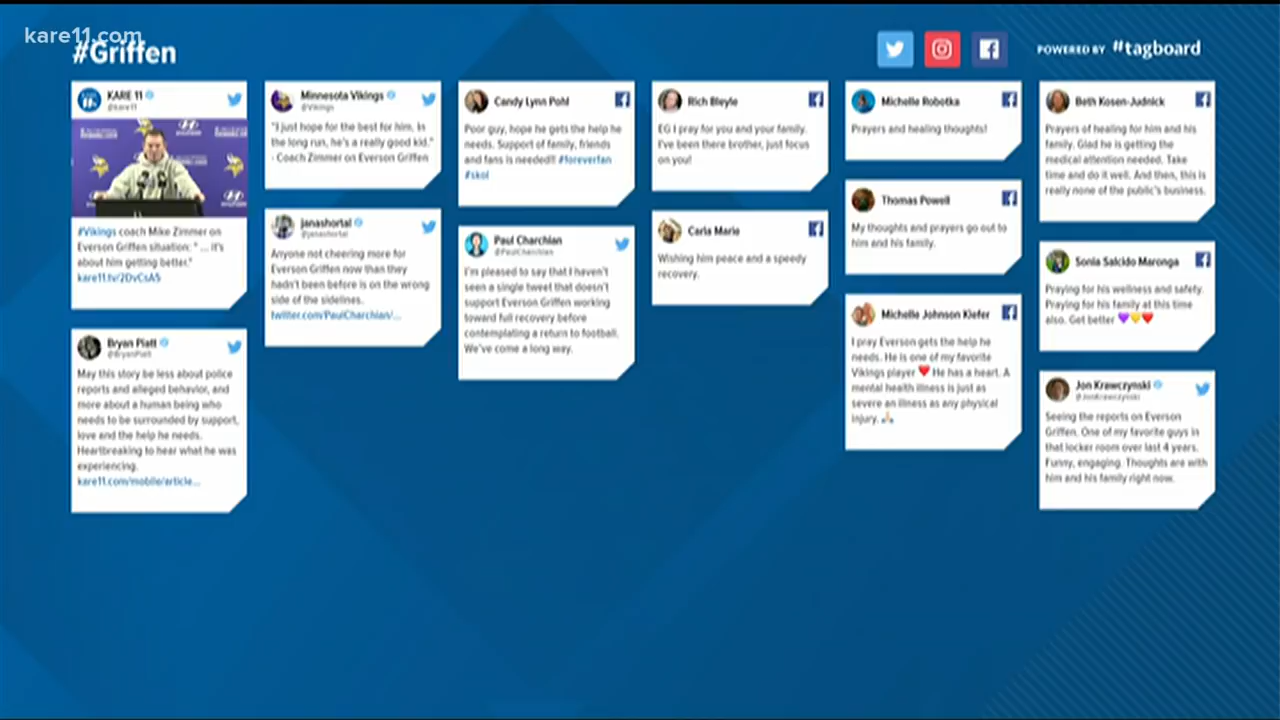 kare11.com
#Griffen
POWERED BY #tagboard
KARE 11
@kare11
#Vikings coach Mike Zimmer on
Everson Griffen situation: " ... it's
about him getting better."
kare11.tv/2DvCsA5
Bryan Piatt
@BryanPiatt
May this story be less about police
reports and alleged behavior, and
more about a human being who
needs to be surrounded by support,
love and the help he needs.
Heartbreaking to hear what he was
experiencing.
kare11.com/mobile/article...
Minnesota Vikings
@Vikings
"I just hope for the best for him. In
the long run, he's a really good kid."
- Coach Zimmer on Everson Griffen
janashortal
@janashortal
Anyone not cheering more for
Everson Griffen now than they
hadn't been before is on the wrong
side of the sidelines.
twitter.com/PaulCharchian/...
Candy Lynn Pohl
Poor guy, hope he gets the help he
needs. Support of family, friends
and fans is needed!! #foreverfan
#skol
Paul Charchian
@PaulCharchian
I'm pleased to say that I haven't
seen a single tweet that doesn't
support Everson Griffen working
toward full recovery before
contemplating a return to football.
We've come a long way.
Rich Bleyle
EG I pray for you and your family.
I've been there brother, just focus
on you!
Carla Marie
Wishing him peace and a speedy
recovery.
Michelle Robotka
Prayers and healing thoughts!
Thomas Powell
My thoughts and prayers go out to
him and his family.
Michelle Johnson Kiefer
I pray Everson gets the help he
needs. He is one of my favorite
Vikings player ❤️ He has a heart. A
mental health illness is just as
severe an illness as any physical
injury. 🙏🏻
Beth Kosen-Judnick
Prayers of healing for him and his
family. Glad he is getting the
medical attention needed. Take
time and do it well. And then, this is
really none of the public's business.
Sonia Salcido Maronga
Praying for his wellness and safety.
Praying for his family at this time
also. Get better 💜💛❤️
Jon Krawczynski
@JonKrawczynski
Seeing the reports on Everson
Griffen. One of my favorite guys in
that locker room over last 4 years.
Funny, engaging. Thoughts are with
him and his family right now.